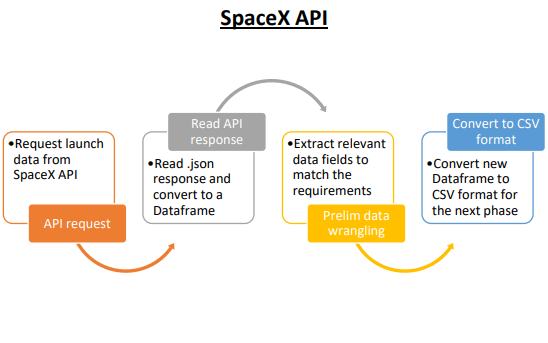 SpaceX API
•Request launch
data from
SpaceX API
API request
Read API
response
•Read .json
response and
convert to a
Dataframe
•Extract relevant
data fields to
match the
requirements
Prelim data
wrangling
Convert to CSV
format
•Convert new
Dataframe to
CSV format for
the next phase